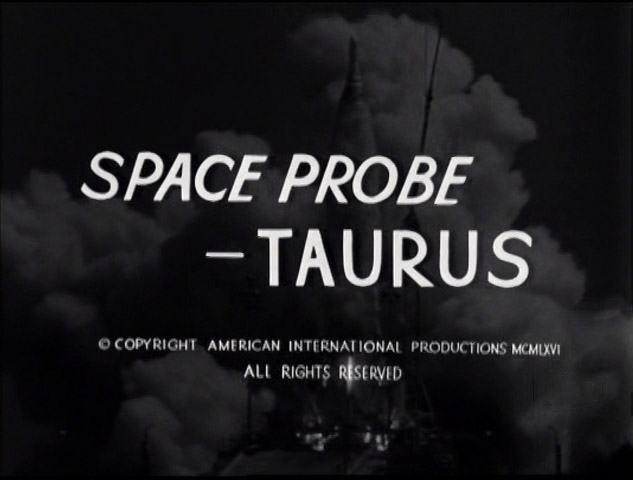 SPACE PROBE
– TAURUS
© COPYRIGHT AMERICAN INTERNATIONAL PRODUCTIONS MCMLXVI
ALL RIGHTS RESERVED